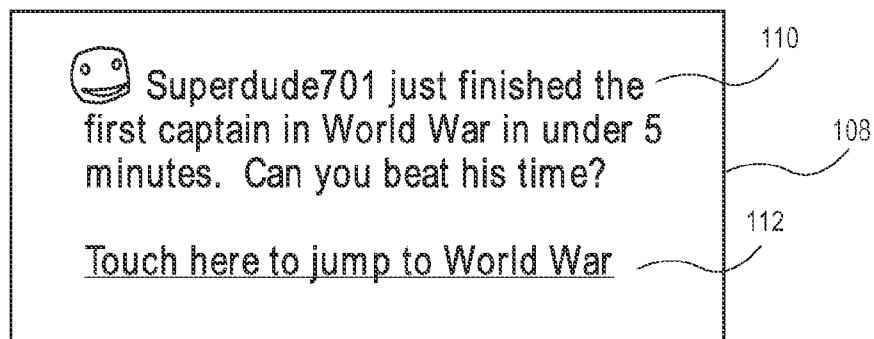 110
Superdude701 just finished the
first captain in World War in under 5
minutes. Can you beat his time?
108
112
Touch here to jump to World War